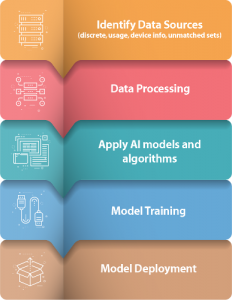 Identify Data Sources
(discrete, usage, device info, unmatched sets)
Data Processing
Apply AI models and
algorithms
Model Training
Model Deployment